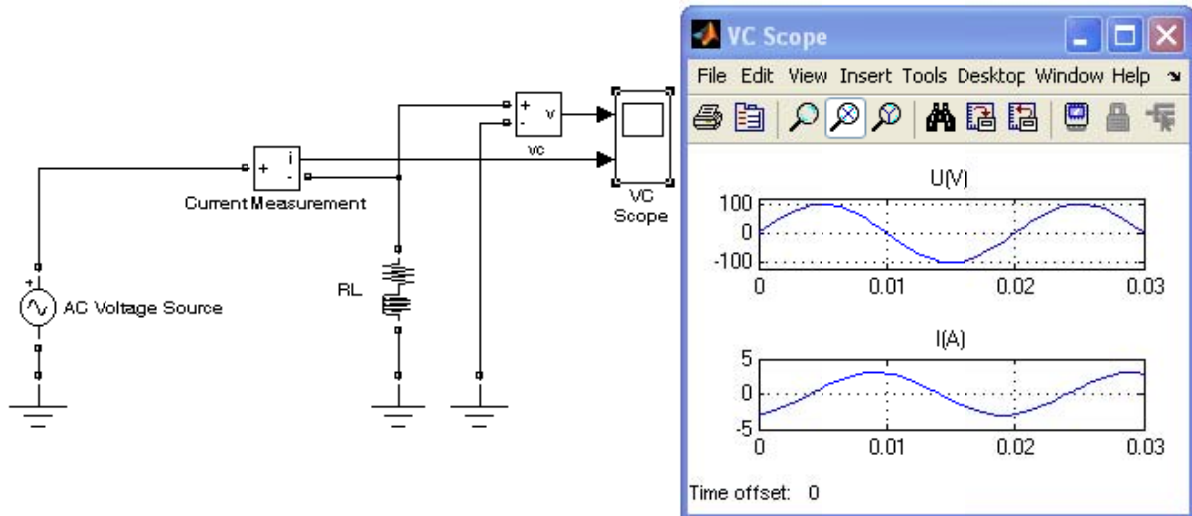 VC Scope
File Edit View Insert Tools Desktop Window Help
+
-
v
vc
i
+
-
Current Measurement
VC
Scope
RL
+
AC Voltage Source
U(V)
100
0
-100
0 0.01 0.02 0.03
I(A)
5
0
-5
0 0.01 0.02 0.03
Time offset: 0